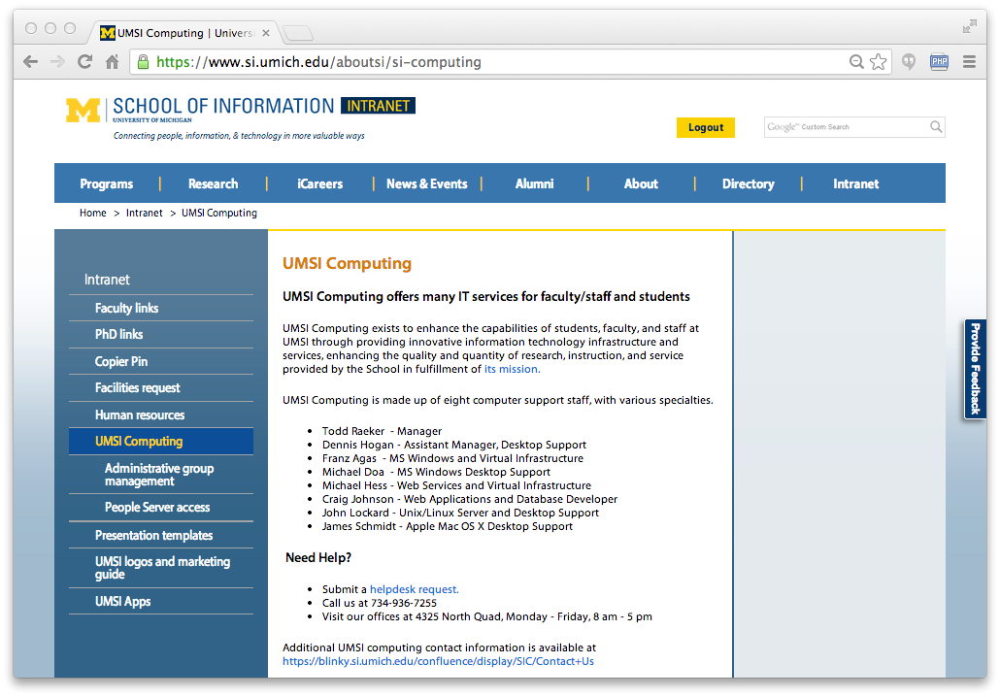 UMSI Computing | Univers
https://www.si.umich.edu/aboutsi/si-computing
PHP
M SCHOOL OF INFORMATION INTRANET
UNIVERSITY OF MICHIGAN
Connecting people, information, & technology in more valuable ways
Logout
Google™ Custom Search
Programs | Research | iCareers | News & Events | Alumni | About | Directory | Intranet
Home > Intranet > UMSI Computing
Intranet
Faculty links
PhD links
Copier Pin
Facilities request
Human resources
UMSI Computing
Administrative group
management
People Server access
Presentation templates
UMSI logos and marketing
guide
UMSI Apps
UMSI Computing
UMSI Computing offers many IT services for faculty/staff and students
UMSI Computing exists to enhance the capabilities of students, faculty, and staff at
UMSI through providing innovative information technology infrastructure and
services, enhancing the quality and quantity of research, instruction, and service
provided by the School in fulfillment of its mission.
UMSI Computing is made up of eight computer support staff, with various specialties.
• Todd Raeker - Manager
• Dennis Hogan - Assistant Manager, Desktop Support
• Franz Agas - MS Windows and Virtual Infrastructure
• Michael Doa - MS Windows Desktop Support
• Michael Hess - Web Services and Virtual Infrastructure
• Craig Johnson - Web Applications and Database Developer
• John Lockard - Unix/Linux Server and Desktop Support
• James Schmidt - Apple Mac OS X Desktop Support
Need Help?
• Submit a helpdesk request.
• Call us at 734-936-7255
• Visit our offices at 4325 North Quad, Monday - Friday, 8 am - 5 pm
Additional UMSI computing contact information is available at
https://blinky.si.umich.edu/confluence/display/SIC/Contact+Us
Provide Feedback